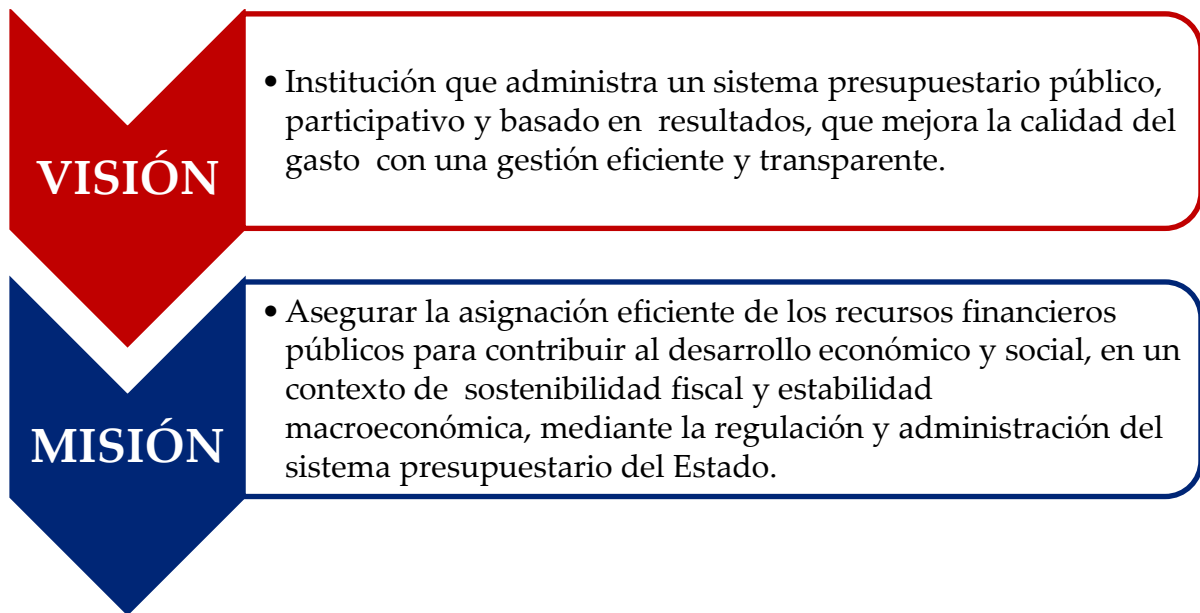 VISIÓN
• Institución que administra un sistema presupuestario público,
participativo y basado en  resultados, que mejora la calidad del
gasto  con una gestión eficiente y transparente.
MISIÓN
• Asegurar la asignación eficiente de los recursos financieros
públicos para contribuir al desarrollo económico y social, en un
contexto de  sostenibilidad fiscal y estabilidad
macroeconómica, mediante la regulación y administración del
sistema presupuestario del Estado.